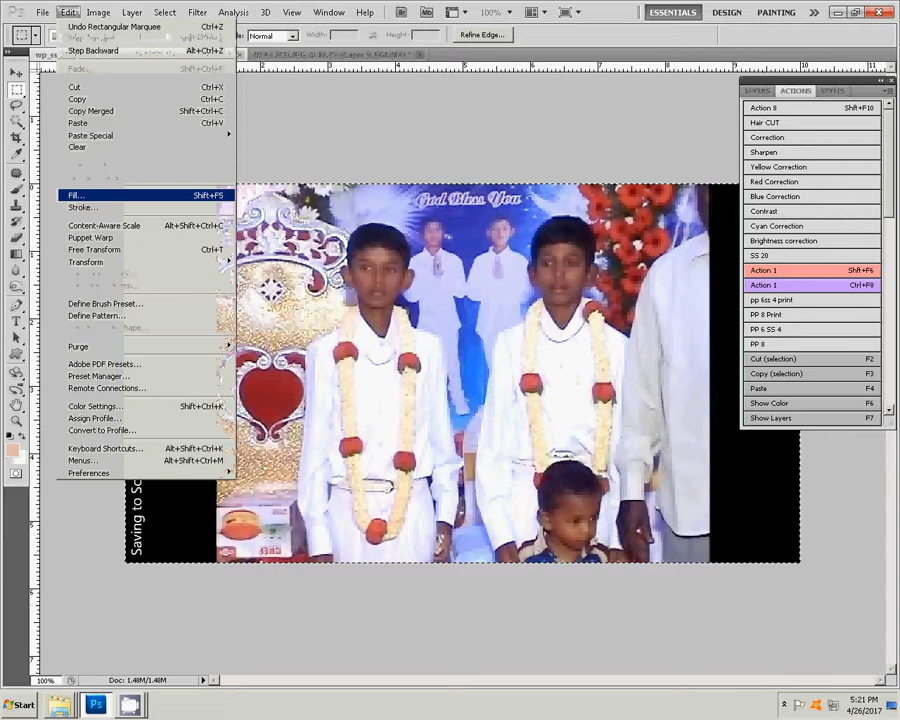 File Edit Image Layer Select Filter Analysis 3D View Window Help 100% ESSENTIALS DESIGN PAINTING
Normal Width: Height: Refine Edge...
Undo Rectangular Marquee Ctrl+Z
Step Backward Alt+Ctrl+Z
Fade... Shift+Ctrl+F
Cut Ctrl+X
Copy Ctrl+C
Copy Merged Shift+Ctrl+C
Paste Ctrl+V
Paste Special
Clear
Fill... Shift+F5
Stroke...
Content-Aware Scale Alt+Shift+Ctrl+C
Puppet Warp
Free Transform Ctrl+T
Transform
Define Brush Preset...
Define Pattern...
Purge
Adobe PDF Presets...
Preset Manager...
Remote Connections...
Color Settings... Shift+Ctrl+K
Assign Profile...
Convert to Profile...
Keyboard Shortcuts... Alt+Shift+Ctrl+K
Menus... Alt+Shift+Ctrl+M
Preferences
God Bless You
LAYERS ACTIONS STYLES
Action 8 Shft+F10
Hair CUT
Correction
Sharpen
Yellow Correction
Red Correction
Blue Correction
Contrast
Cyan Correction
Brightness correction
SS 20
Action 1 Shft+F6
Action 1 Ctrl+F8
pp 6ss 4 print
PP 8 Print
PP 6 SS 4
PP 8
Cut (selection) F2
Copy (selection) F3
Paste F4
Show Color F6
Show Layers F7
Saving to
100% Doc: 1.48M/1.48M
Start
5:21 PM
4/26/2017